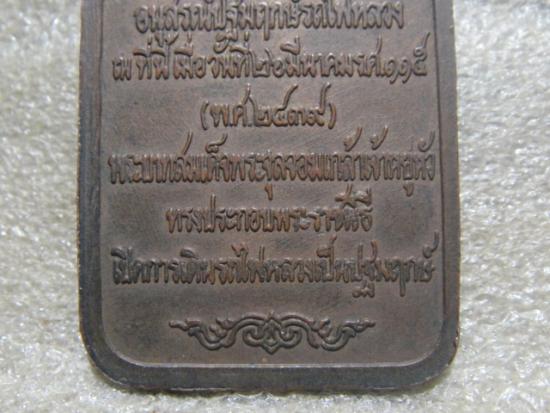 อนุสรณ์ปฐมฤกษ์รถไฟหลวง
ณ ที่นี้ เมื่อ วันที่ ๒๖ มีนาคม ร.ศ.๑๑๕
(พ.ศ.๒๔๓๙)
พระบาทสมเด็จพระจุลจอมเกล้าเจ้าอยู่หัว
ทรงประกอบพระราชพิธี
เปิดการเดินรถไฟหลวงเป็นปฐมฤกษ์